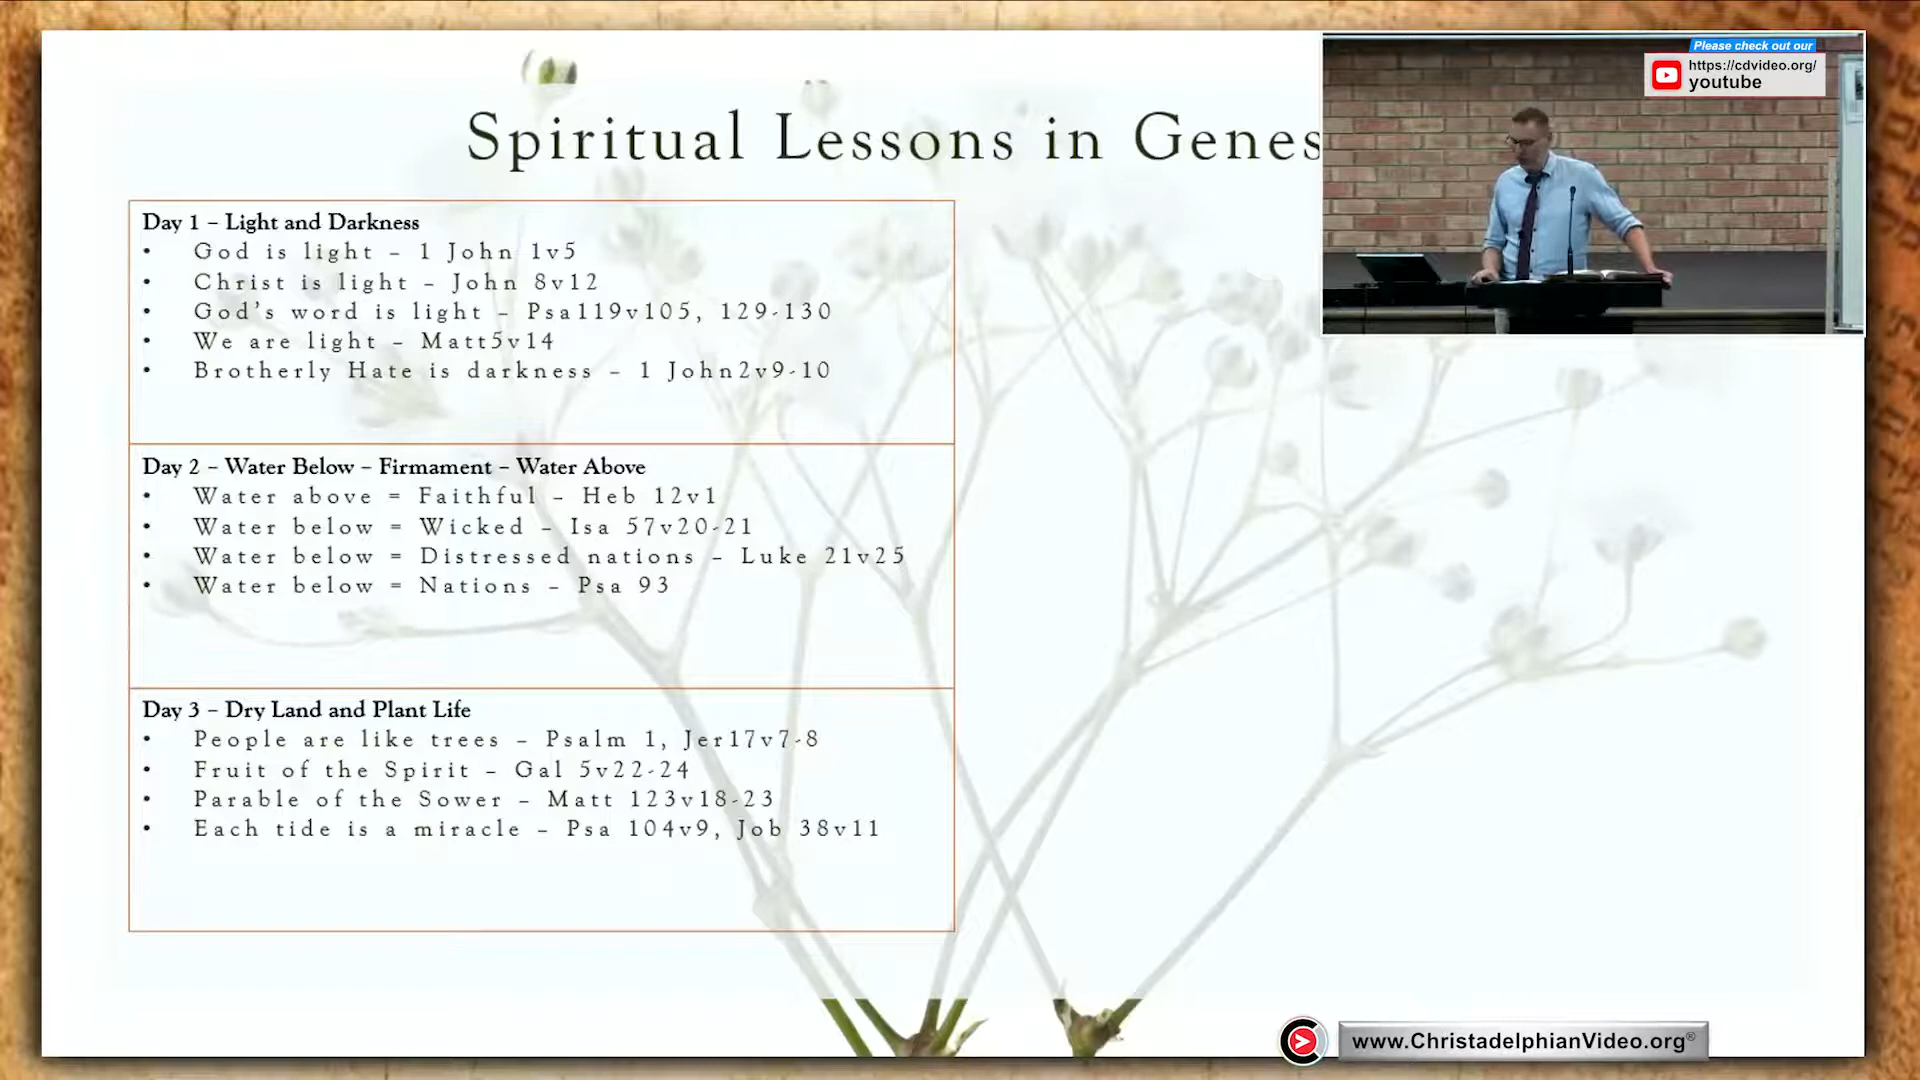 Spiritual Lessons in Genes
Please check out our
https://cdvideo.org/
youtube
Day 1 – Light and Darkness
• God is light – 1 John 1v5
• Christ is light – John 8v12
• God's word is light – Psa119v105, 129-130
• We are light – Matt5v14
• Brotherly Hate is darkness – 1 John2v9-10
Day 2 – Water Below – Firmament – Water Above
• Water above = Faithful – Heb 12v1
• Water below = Wicked – Isa 57v20-21
• Water below = Distressed nations – Luke 21v25
• Water below = Nations – Psa 93
Day 3 – Dry Land and Plant Life
• People are like trees – Psalm 1, Jer17v7-8
• Fruit of the Spirit – Gal 5v22-24
• Parable of the Sower – Matt 123v18-23
• Each tide is a miracle – Psa 104v9, Job 38v11
www.ChristadelphianVideo.org®